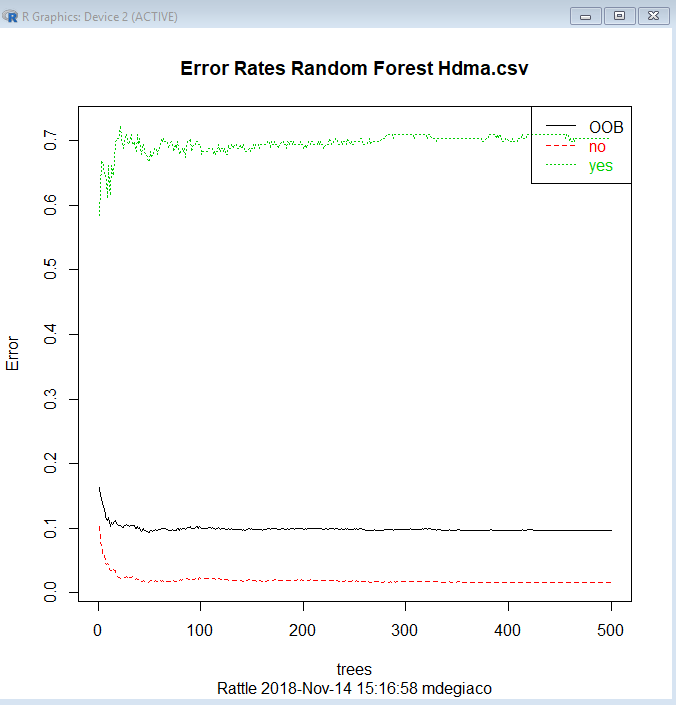 R Graphics: Device 2 (ACTIVE)
Error Rates Random Forest Hdma.csv
OOB
no
yes
0.7
0.6
0.5
0.4
0.3
0.2
0.1
0.0
Error
0 100 200 300 400 500
trees
Rattle 2018-Nov-14 15:16:58 mdegiaco